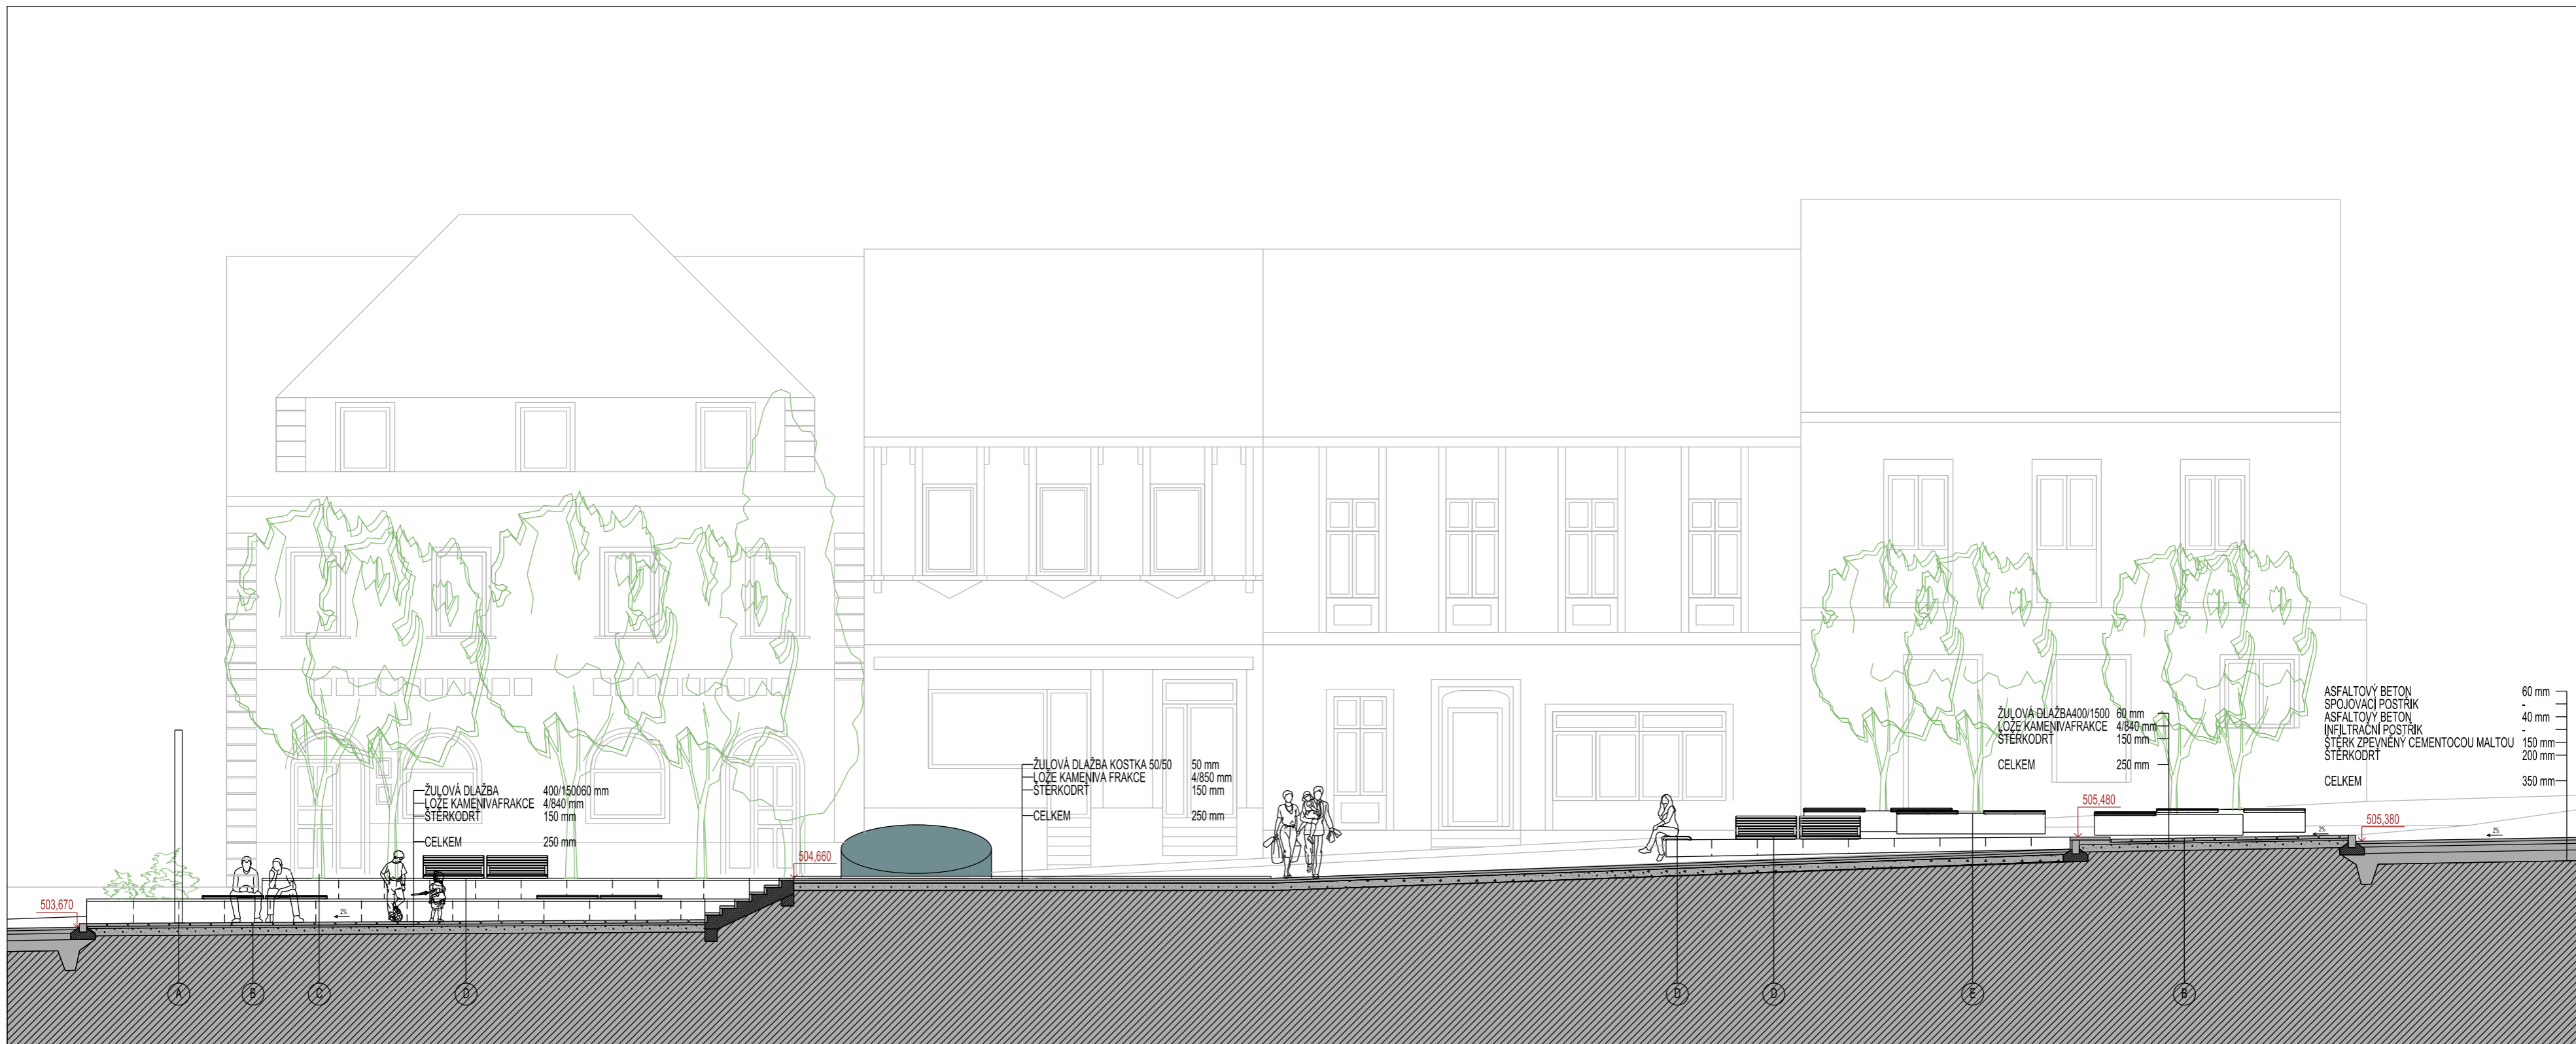 ASFALTOVÝ BETON 60 mm
SPOJOVACÍ POSTŘIK -
ASFALTOVÝ BETON 40 mm
INFILTRAČNÍ POSTŘIK -
ŠTĚRK ZPEVNĚNÝ CEMENTOCOU MALTOU 150 mm
ŠTĚRKODRŤ 200 mm
CELKEM 350 mm
ŽULOVÁ DLAŽBA400/1500 60 mm
LOŽE KAMENIVAFRAKCE 4/840 mm
ŠTĚRKODRŤ 150 mm
CELKEM 250 mm
ŽULOVÁ DLAŽBA KOSTKA 50/50 50 mm
LOŽE KAMENIVA FRAKCE 4/850 mm
ŠTĚRKODRŤ 150 mm
CELKEM 250 mm
ŽULOVÁ DLAŽBA 400/150060 mm
LOŽE KAMENIVAFRAKCE 4/840 mm
ŠTĚRKODRŤ 150 mm
CELKEM 250 mm
505,480
505,380
2%
2%
504,660
503,670
2%
A B C D D D E B